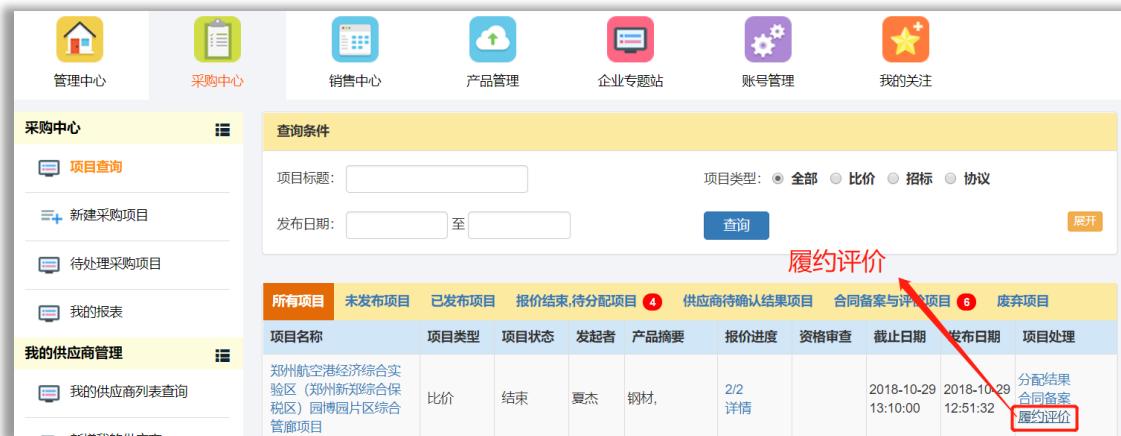 管理中心
采购中心
销售中心
产品管理
企业专题站
账号管理
我的关注
采购中心
项目查询
新建采购项目
待处理采购项目
我的报表
我的供应商管理
我的供应商列表查询
查询条件
项目标题:
项目类型: 全部 比价 招标 协议
发布日期: 至 查询 展开
履约评价
所有项目 未发布项目 已发布项目 报价结束,待分配项目 4 供应商待确认结果项目 合同备案与评价项目 6 废弃项目
项目名称 项目类型 项目状态 发起者 产品摘要 报价进度 资格审查 截止日期 发布日期 项目处理
郑州航空港经济综合实
验区（郑州新郑综合保
税区）园博园片区综合
管廊项目
比价
结束
夏杰
钢材,
2/2
详情
2018-10-29
13:10:00
2018-10-29
12:51:32
分配结果
合同备案
履约评价